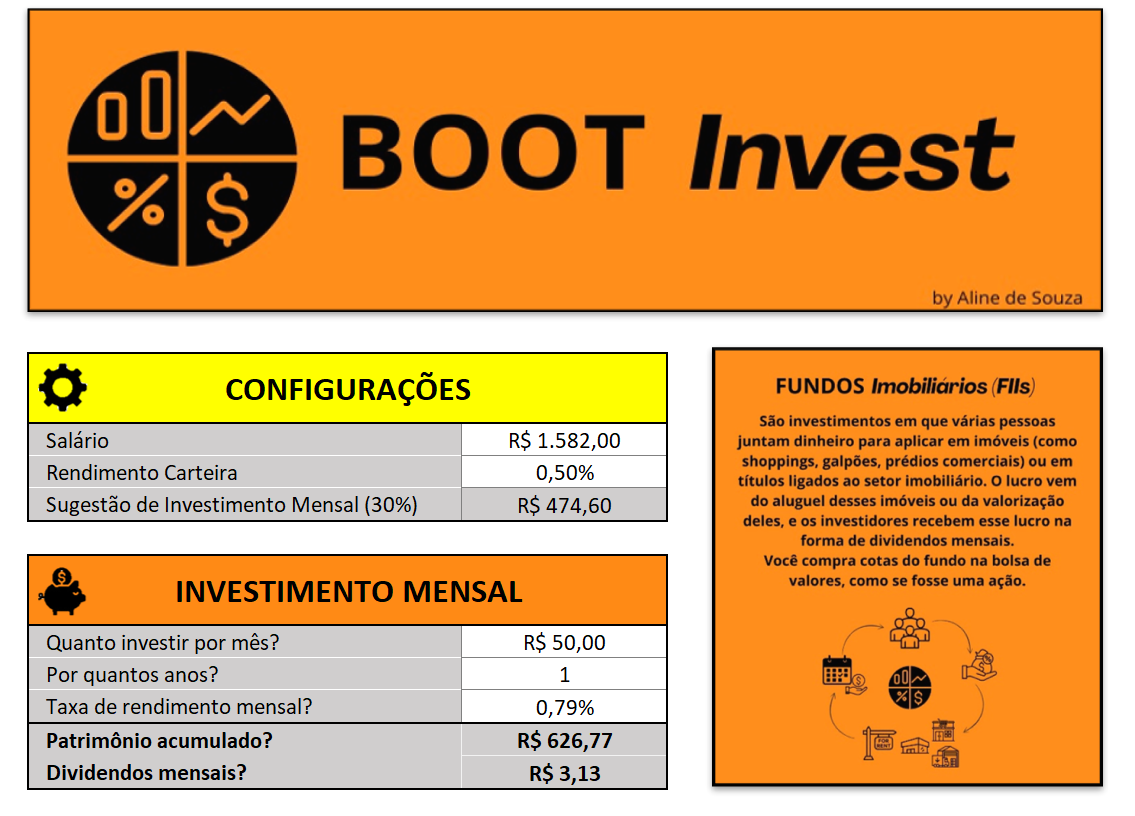 BOOT Invest
by Aline de Souza
CONFIGURAÇÕES
Salário R$ 1.582,00
Rendimento Carteira 0,50%
Sugestão de Investimento Mensal (30%) R$ 474,60
INVESTIMENTO MENSAL
Quanto investir por mês? R$ 50,00
Por quantos anos? 1
Taxa de rendimento mensal? 0,79%
Patrimônio acumulado? R$ 626,77
Dividendos mensais? R$ 3,13
FUNDOS Imobiliários (FIIs)
São investimentos em que várias pessoas
juntam dinheiro para aplicar em imóveis (como
shoppings, galpões, prédios comerciais) ou em
títulos ligados ao setor imobiliário. O lucro vem
do aluguel desses imóveis ou da valorização
deles, e os investidores recebem esse lucro na
forma de dividendos mensais.
Você compra cotas do fundo na bolsa de
valores, como se fosse uma ação.
FOR
RENT